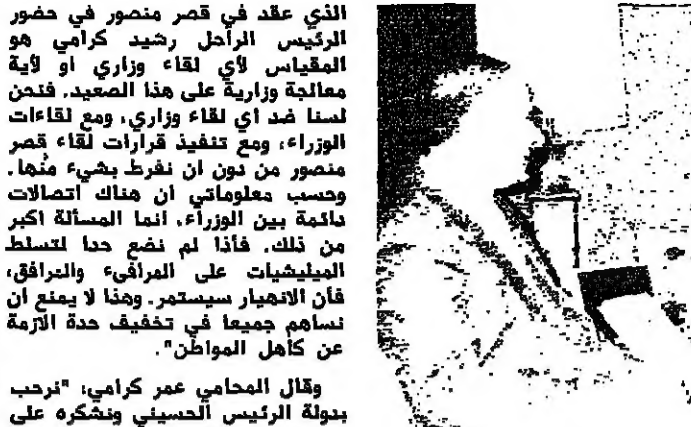 الذي عقد في قصر منصور في حضور
الرئيس الراحل رشيد كرامي هو
المقياس لأي لقاء وزاري او لأية
معالجة وزارية على هذا الصعيد. فنحن
لسنا ضد اي لقاء وزاري، ومع لقاءات
الوزراء، ومع تنفيذ قرارات لقاء قصر
منصور من دون ان نفرط بشيء منها.
وحسب معلوماتي أن هناك اتصالات
دائمة بين الوزراء. انما المسألة اكبر
من ذلك. فأذا لم نضع حدا لتسلط
الميليشيات على المرافىء والمرافق،
فأن الانهيار سيستمر. وهذا لا يمنع ان
نساهم جميعا في تخفيف حدة الازمة
عن كاهل المواطن".
وقال المحامي عمر كرامي: "نرحب
بدولة الرئيس الحسيني ونشكره على